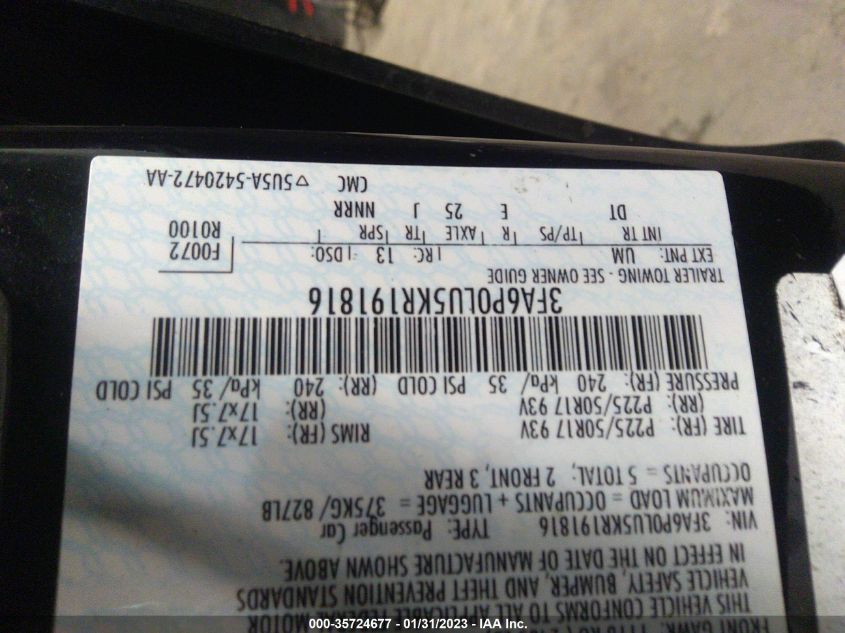 FRONT GAWR:
THIS VEHICLE CONFORMS TO ALL APPLICABLE FEDERAL MOTOR
VEHICLE SAFETY, BUMPER, AND THEFT PREVENTION STANDARDS
IN EFFECT ON THE DATE OF MANUFACTURE SHOWN ABOVE.
VIN: 3FA6P0LU5KR191816 TYPE: Passenger Car
MAXIMUM LOAD = OCCUPANTS + LUGGAGE = 375KG/ 827LB
OCCUPANTS = 5 TOTAL: 2 FRONT, 3 REAR
TIRE (FR): P225/50R17 93V RIMS (FR): 17x7.5J
(RR): P225/50R17 93V (RR): 17x7.5J
PRESSURE (FR): 240 kPa/ 35 PSI COLD (RR): 240 kPa/ 35 PSI COLD
3FA6P0LU5KR191816
TRAILER TOWING - SEE OWNER GUIDE
EXT PNT: UM RC: 13 DSO: F0072
INT TR TP/PS R AXLE TR SPR R0100
DT E 25 J NNRR
CMC ▽5U5A-5420472-AA
000-35724677 - 01/31/2023 - IAA Inc.